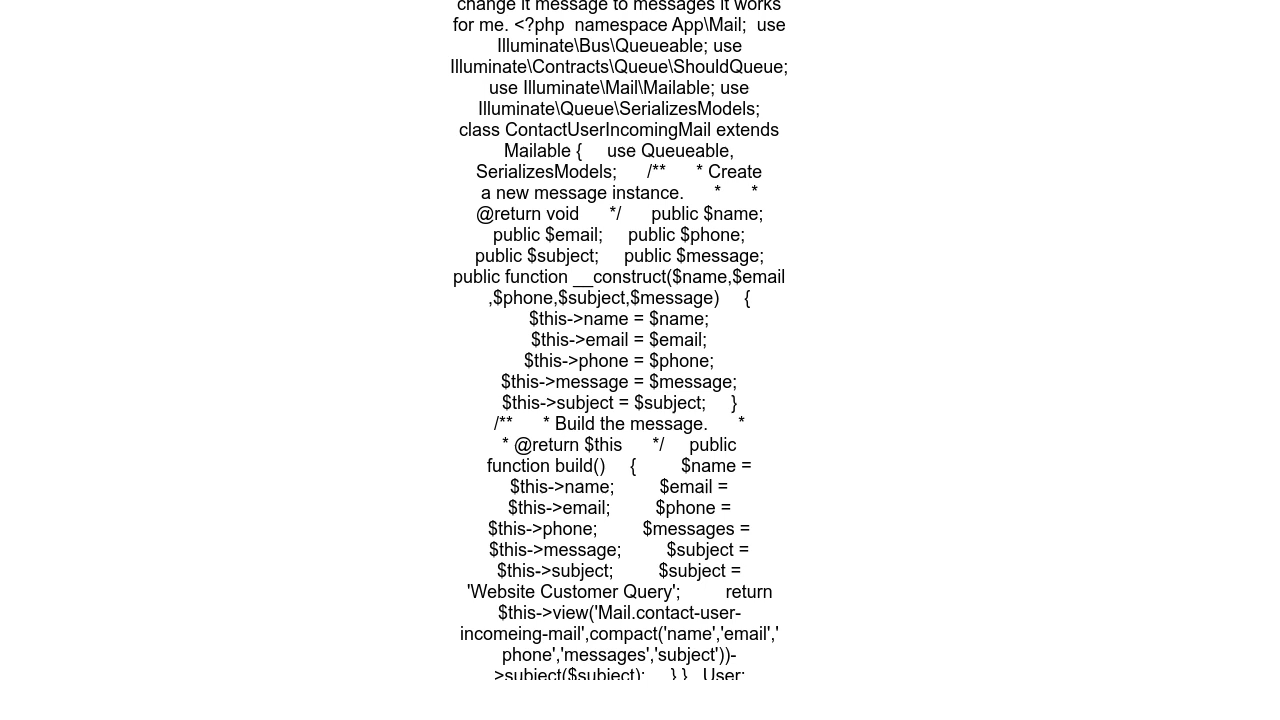 change it message to messages it works
for me. <?php  namespace App\Mail;  use
Illuminate\Bus\Queueable; use
Illuminate\Contracts\Queue\ShouldQueue;
use Illuminate\Mail\Mailable; use
Illuminate\Queue\SerializesModels;
class ContactUserIncomingMail extends
Mailable {     use Queueable,
SerializesModels;      /**      * Create
a new message instance.      *      *
@return void      */      public $name;
public $email;     public $phone;
public $subject;     public $message;
public function __construct($name,$email
,$phone,$subject,$message)     {
$this->name = $name;
$this->email = $email;
$this->phone = $phone;
$this->message = $message;
$this->subject = $subject;     }
/**      * Build the message.      *
* @return $this      */     public
function build()     {         $name =
$this->name;         $email =
$this->email;         $phone =
$this->phone;         $messages =
$this->message;         $subject =
$this->subject;         $subject =
'Website Customer Query';         return
$this->view('Mail.contact-user-
incomeing-mail',compact('name','email','
phone','messages','subject'))-
>subject($subject);     } }   User: